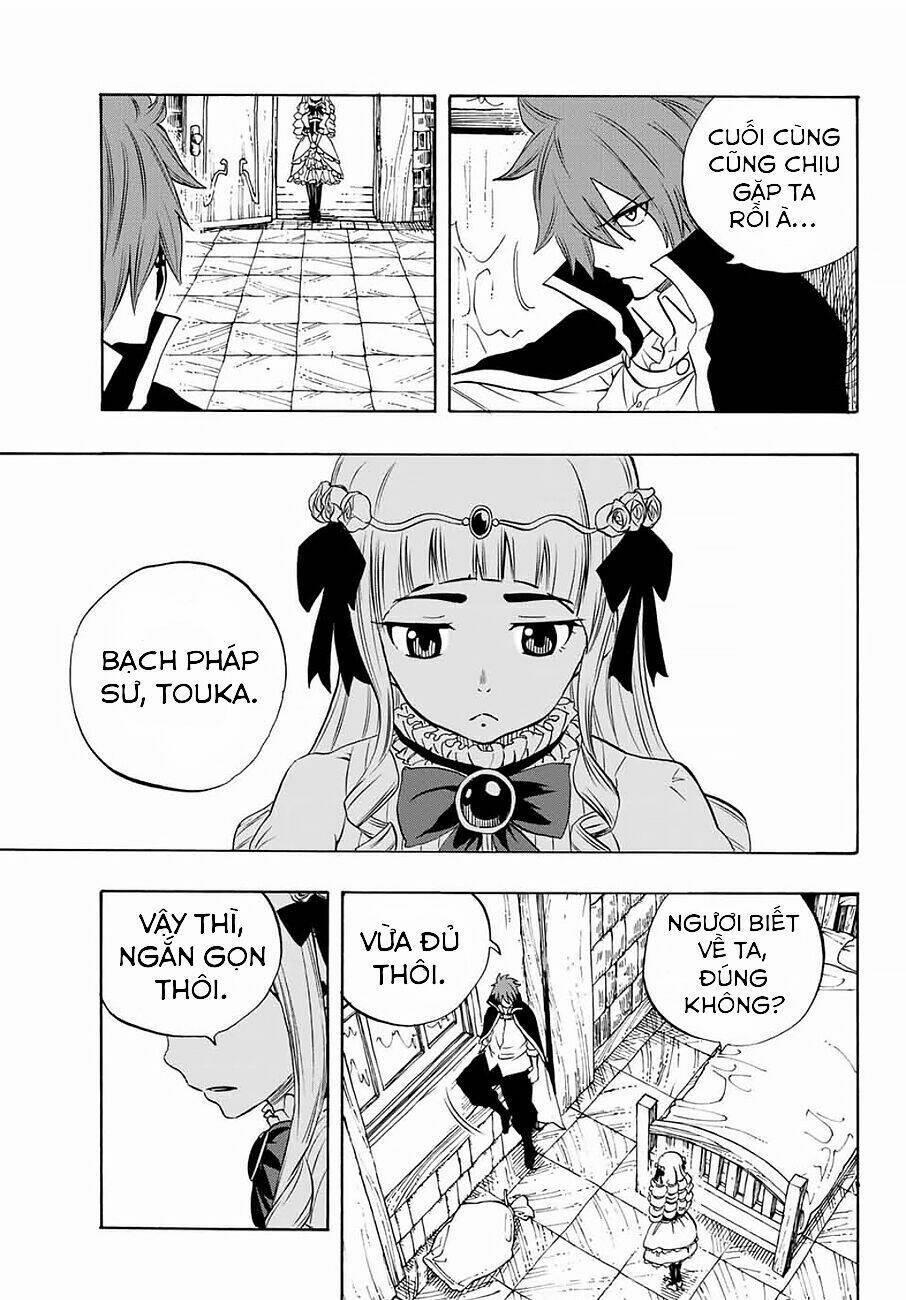 CUỐI CÙNG
CŨNG CHỊU
GẶP TA
RỒI À...
BẠCH PHÁP
SƯ, TOUKA.
NGƯƠI BIẾT
VỀ TA,
ĐÚNG
KHÔNG?
VỪA ĐỦ
THÔI.
VẬY THÌ,
NGẮN GỌN
THÔI.